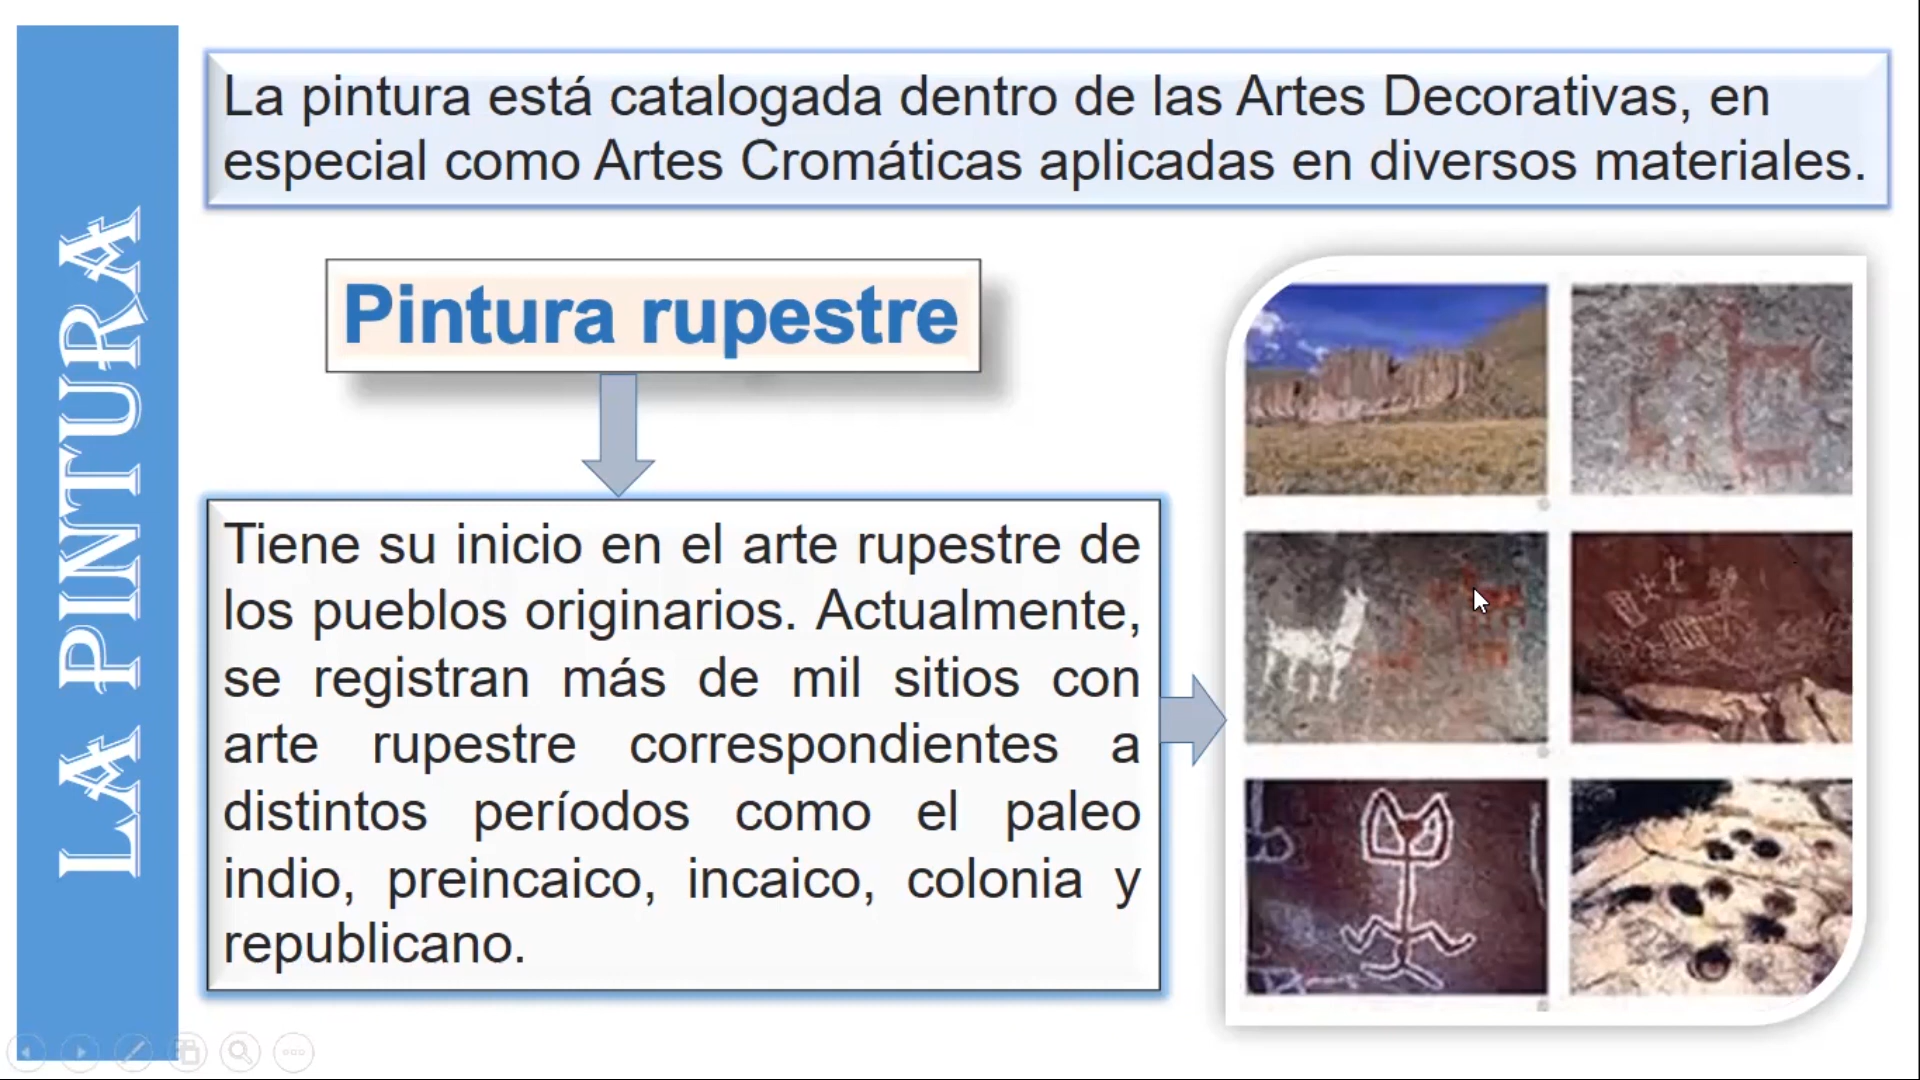 LA PINTURA
La pintura está catalogada dentro de las Artes Decorativas, en
especial como Artes Cromáticas aplicadas en diversos materiales.
Pintura rupestre
Tiene su inicio en el arte rupestre de
los pueblos originarios. Actualmente,
se registran más de mil sitios con
arte rupestre correspondientes a
distintos períodos como el paleo
indio, preincaico, incaico, colonia y
republicano.